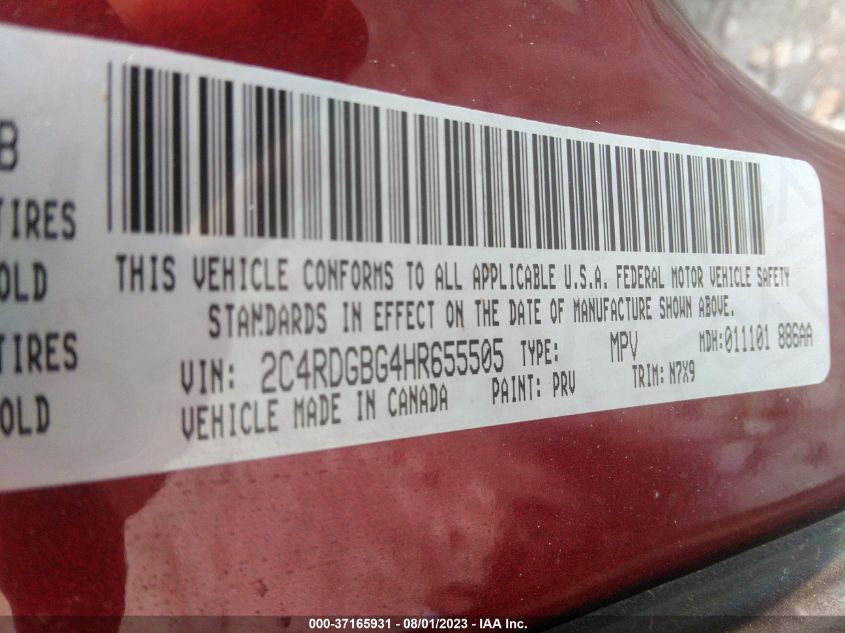 B
TIRES
OLD
TIRES
OLD
THIS VEHICLE CONFORMS TO ALL APPLICABLE U.S.A. FEDERAL MOTOR VEHICLE SAFETY
STANDARDS IN EFFECT ON THE DATE OF MANUFACTURE SHOWN ABOVE.
VIN: 2C4RDGBG4HR655505 TYPE: MPV MDH:011101 886AA
VEHICLE MADE IN CANADA PAINT: PRV TRIM: N7X9
000-37165931 - 08/01/2023 - IAA Inc.